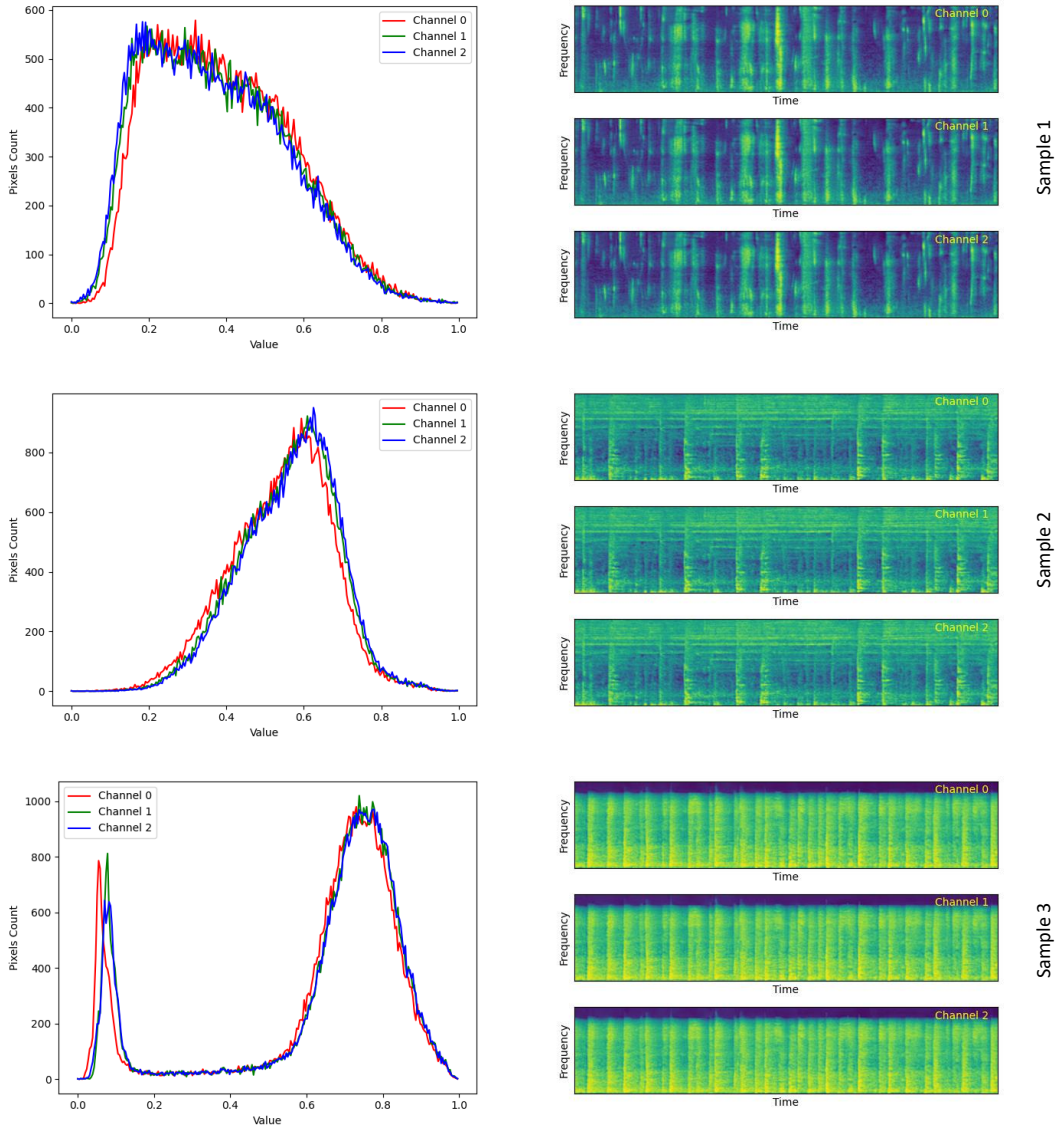 600
500
400
300
200
100
0
0.0 0.2 0.4 0.6 0.8 1.0
Pixels Count
Value
Channel 0
Channel 1
Channel 2
Channel 0
Frequency
Time
Channel 1
Frequency
Time
Channel 2
Frequency
Time
Sample 1
800
600
400
200
0
0.0 0.2 0.4 0.6 0.8 1.0
Pixels Count
Value
Channel 0
Channel 1
Channel 2
Channel 0
Frequency
Time
Channel 1
Frequency
Time
Channel 2
Frequency
Time
Sample 2
1000
800
600
400
200
0
0.0 0.2 0.4 0.6 0.8 1.0
Pixels Count
Value
Channel 0
Channel 1
Channel 2
Channel 0
Frequency
Time
Channel 1
Frequency
Time
Channel 2
Frequency
Time
Sample 3